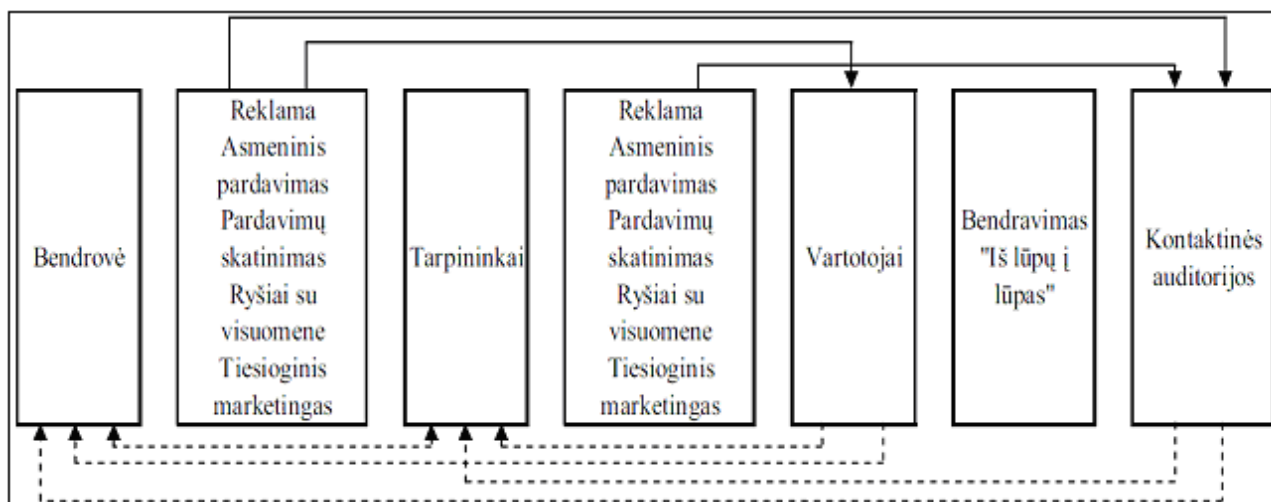 Bendrovė
Reklama
Asmeninis
pardavimas
Pardavimų
skatinimas
Ryšiai su
visuomene
Tiesioginis
marketingas
Tarpininkai
Reklama
Asmeninis
pardavimas
Pardavimų
skatinimas
Ryšiai su
visuomene
Tiesioginis
marketingas
Vartotojai
Bendravimas
"Iš lūpų į
lūpas"
Kontaktinės
auditorijos